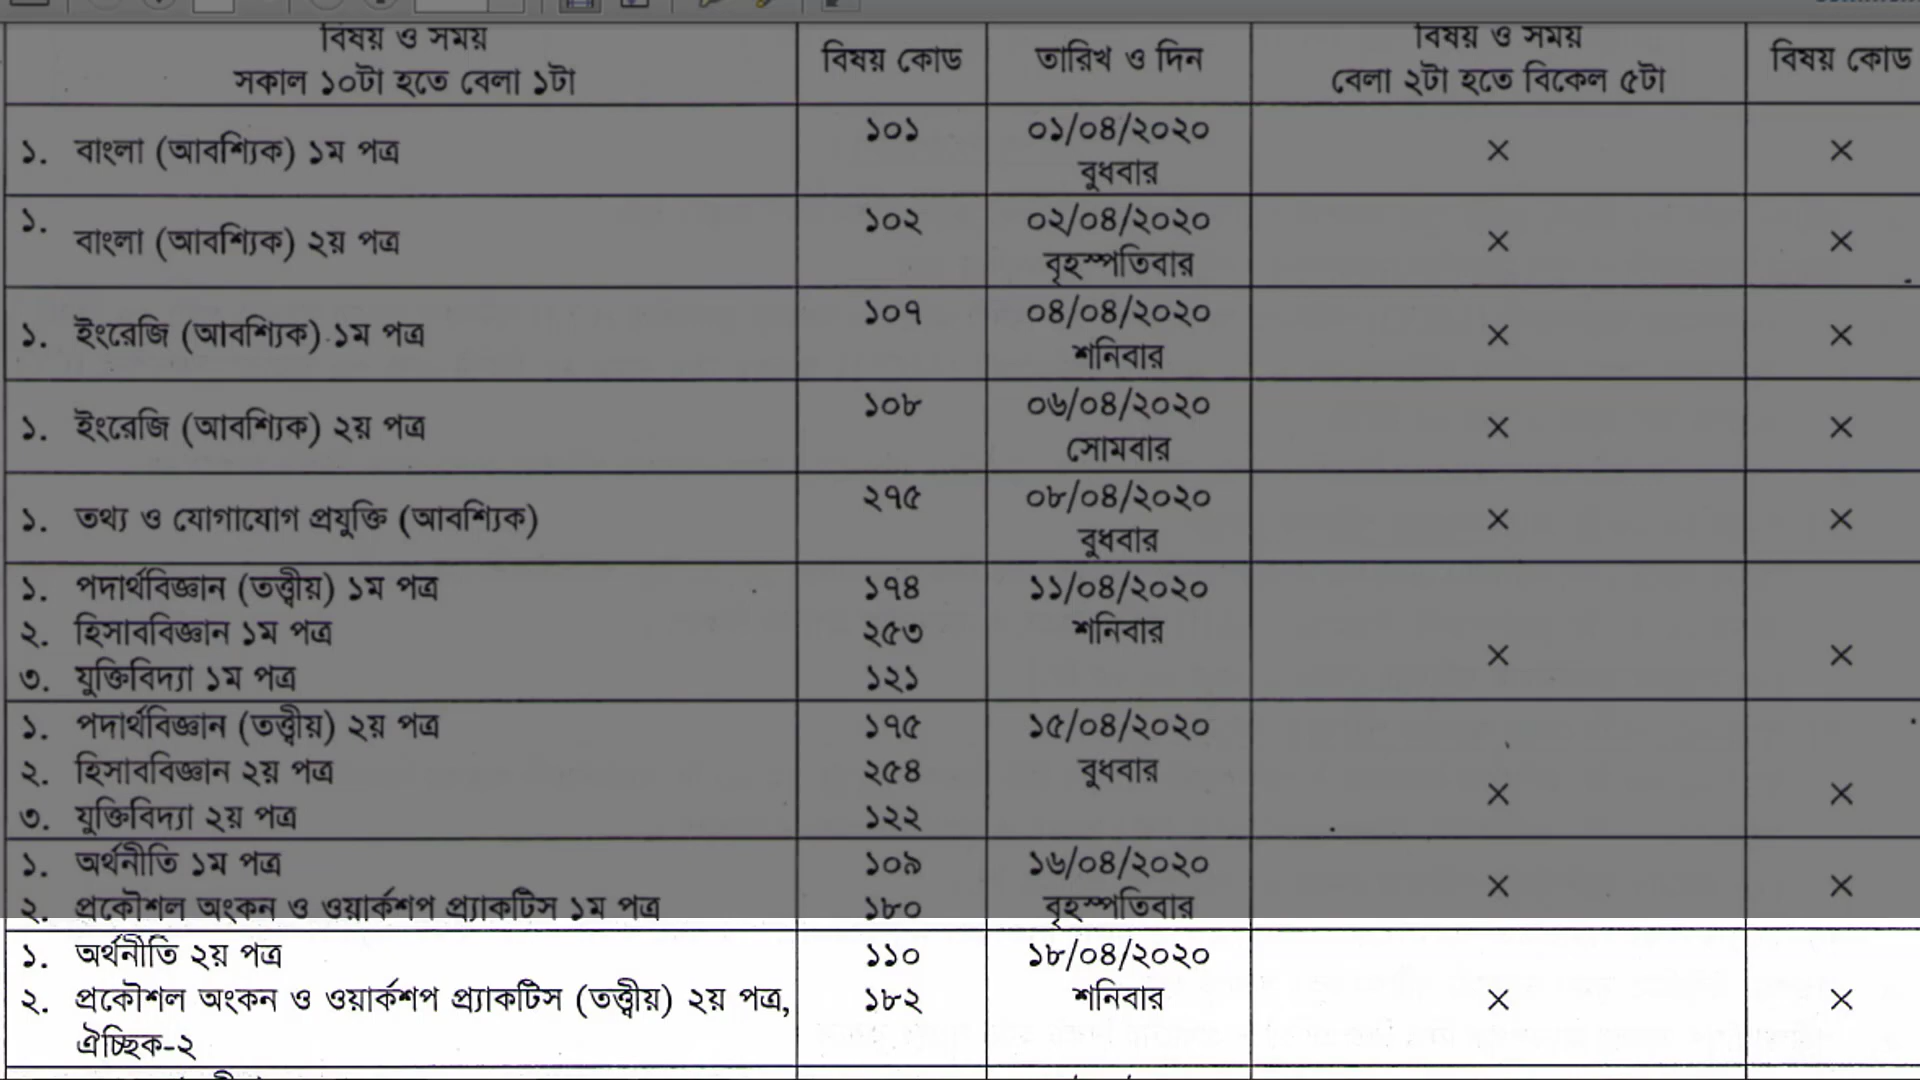 বিষয় ও সময়
সকাল ১০টা হতে বেলা ১টা
বিষয় কোড
তারিখ ও দিন
বিষয় ও সময়
বেলা ২টা হতে বিকেল ৫টা
বিষয় কোড
১. বাংলা (আবশ্যিক) ১ম পত্র ১০১ ০১/০৪/২০২০ × ×
বুধবার
১. বাংলা (আবশ্যিক) ২য় পত্র ১০২ ০২/০৪/২০২০ × ×
বৃহস্পতিবার
১. ইংরেজি (আবশ্যিক) ১ম পত্র ১০৭ ০৪/০৪/২০২০ × ×
শনিবার
১. ইংরেজি (আবশ্যিক) ২য় পত্র ১০৮ ০৬/০৪/২০২০ × ×
সোমবার
১. তথ্য ও যোগাযোগ প্রযুক্তি (আবশ্যিক) ২৭৫ ০৮/০৪/২০২০ × ×
বুধবার
১. পদার্থবিজ্ঞান (তত্ত্বীয়) ১ম পত্র ১৭৪ ১১/০৪/২০২০
২. হিসাববিজ্ঞান ১ম পত্র ২৫৩ শনিবার × ×
৩. যুক্তিবিদ্যা ১ম পত্র ১২১
১. পদার্থবিজ্ঞান (তত্ত্বীয়) ২য় পত্র ১৭৫ ১৫/০৪/২০২০
২. হিসাববিজ্ঞান ২য় পত্র ২৫৪ বুধবার × ×
৩. যুক্তিবিদ্যা ২য় পত্র ১২২
১. অর্থনীতি ১ম পত্র ১০৯ ১৬/০৪/২০২০ × ×
২. প্রকৌশল অংকন ও ওয়ার্কশপ প্র্যাকটিস ১ম পত্র ১৮০ বৃহস্পতিবার
১. অর্থনীতি ২য় পত্র ১১০ ১৮/০৪/২০২০
২. প্রকৌশল অংকন ও ওয়ার্কশপ প্র্যাকটিস (তত্ত্বীয়) ২য় পত্র, ১৮২ শনিবার × ×
ঐচ্ছিক-২